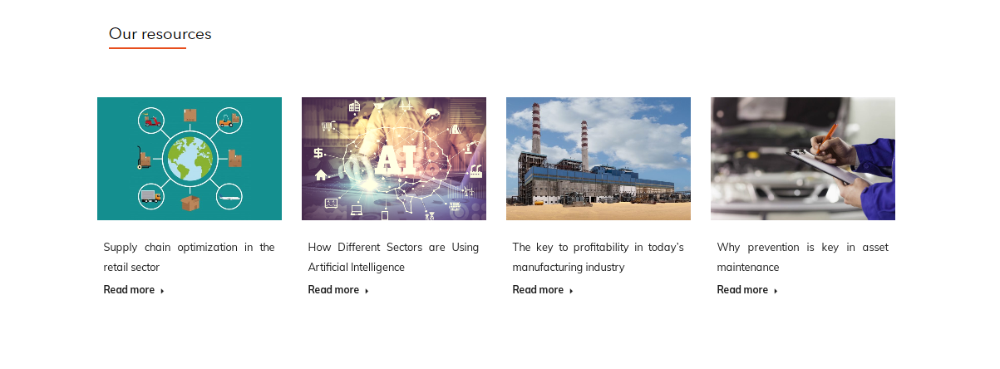 Our resources
AI
Supply chain optimization in the
retail sector
Read more
How Different Sectors are Using
Artificial Intelligence
Read more
The key to profitability in today's
manufacturing industry
Read more
Why prevention is key in asset
maintenance
Read more